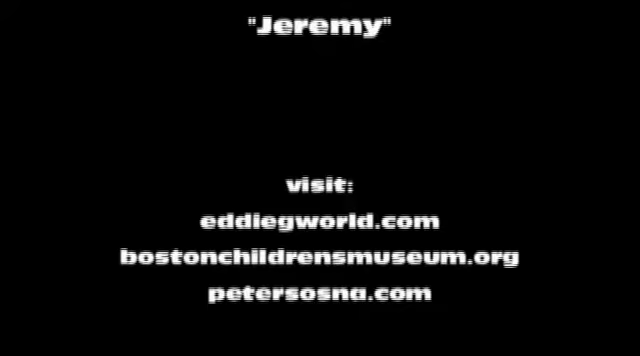 "Jeremy"
visit:
eddiegworld.com
bostonchildrensmuseum.org
petersosna.com